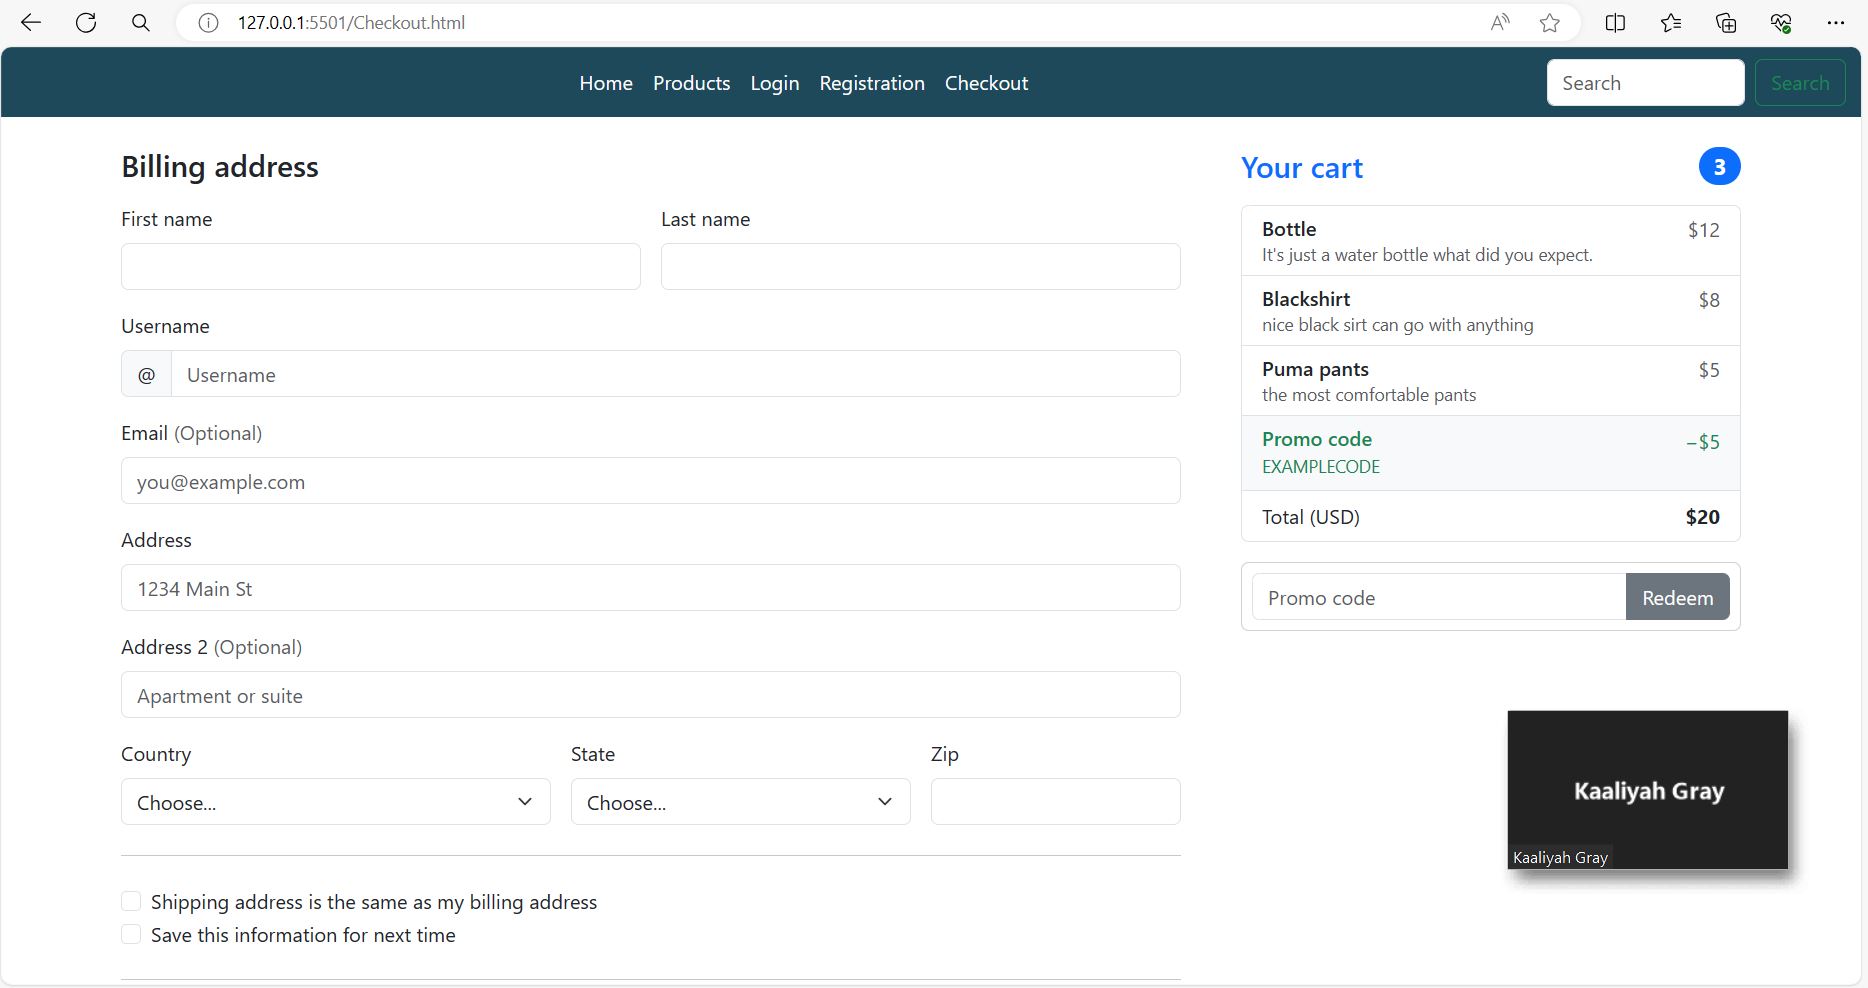 127.0.0.1:5501/Checkout.html
Home Products Login Registration Checkout
Search Search
Billing address
First name Last name
Username
@ Username
Email (Optional)
you@example.com
Address
1234 Main St
Address 2 (Optional)
Apartment or suite
Country State Zip
Choose... Choose...
Shipping address is the same as my billing address
Save this information for next time
Your cart 3
Bottle $12
It's just a water bottle what did you expect.
Blackshirt $8
nice black sirt can go with anything
Puma pants $5
the most comfortable pants
Promo code −$5
EXAMPLECODE
Total (USD) $20
Promo code Redeem
Kaaliyah Gray
Kaaliyah Gray